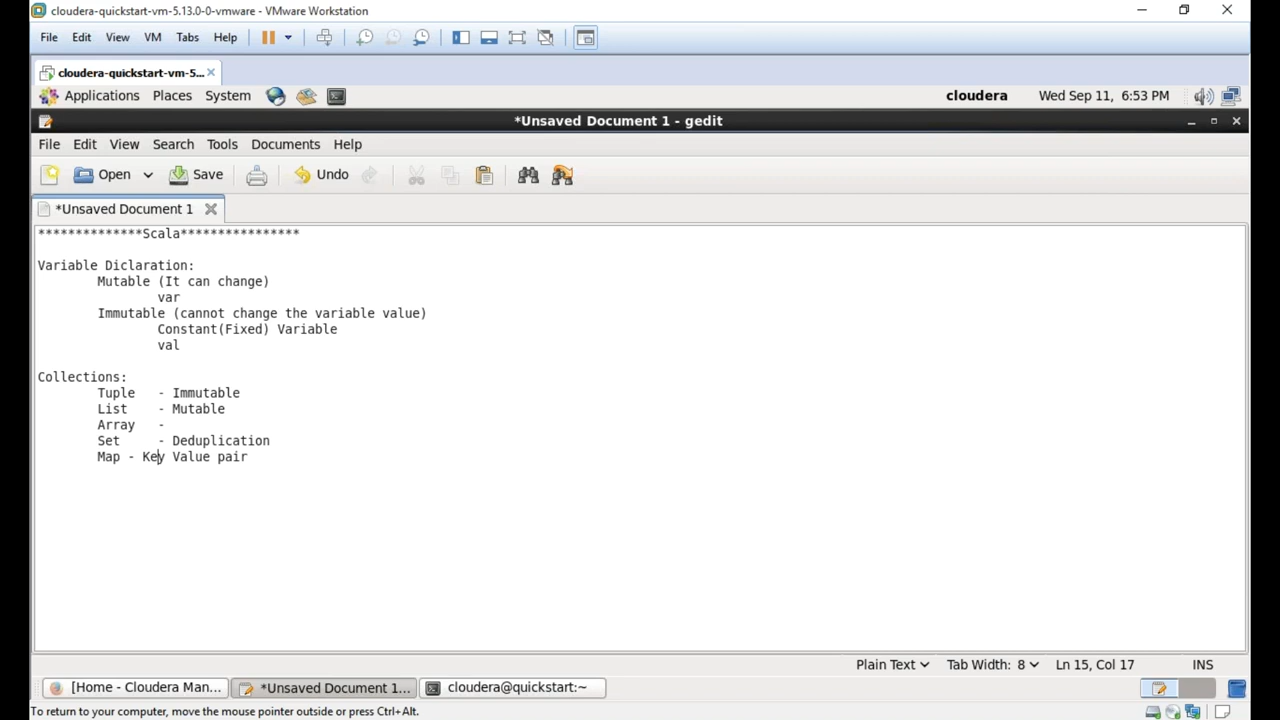 cloudera-quickstart-vm-5.13.0-0-vmware - VMware Workstation
File Edit View VM Tabs Help
cloudera-quickstart-vm-5...
Applications Places System cloudera Wed Sep 11, 6:53 PM
*Unsaved Document 1 - gedit
File Edit View Search Tools Documents Help
Open Save Undo
*Unsaved Document 1
**************Scala****************
Variable Diclaration:
Mutable (It can change)
var
Immutable (cannot change the variable value)
Constant(Fixed) Variable
val
Collections:
Tuple - Immutable
List - Mutable
Array -
Set - Deduplication
Map - Key Value pair
Plain Text Tab Width: 8 Ln 15, Col 17 INS
[Home - Cloudera Man... *Unsaved Document 1... cloudera@quickstart:~
To return to your computer, move the mouse pointer outside or press Ctrl+Alt.